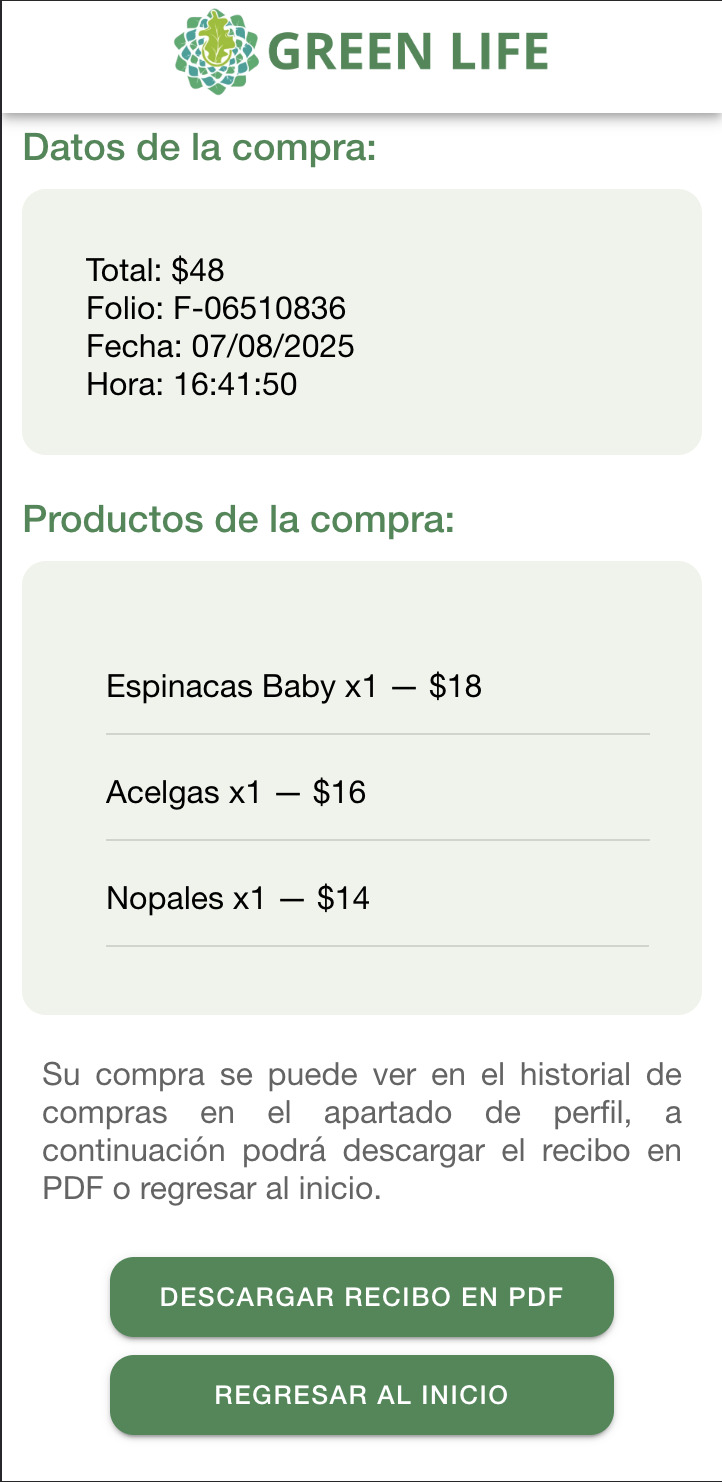 GREEN LIFE
Datos de la compra:
Total: $48
Folio: F-06510836
Fecha: 07/08/2025
Hora: 16:41:50
Productos de la compra:
Espinacas Baby x1 — $18
Acelgas x1 — $16
Nopales x1 — $14
Su compra se puede ver en el historial de
compras en el apartado de perfil, a
continuación podrá descargar el recibo en
PDF o regresar al inicio.
DESCARGAR RECIBO EN PDF
REGRESAR AL INICIO